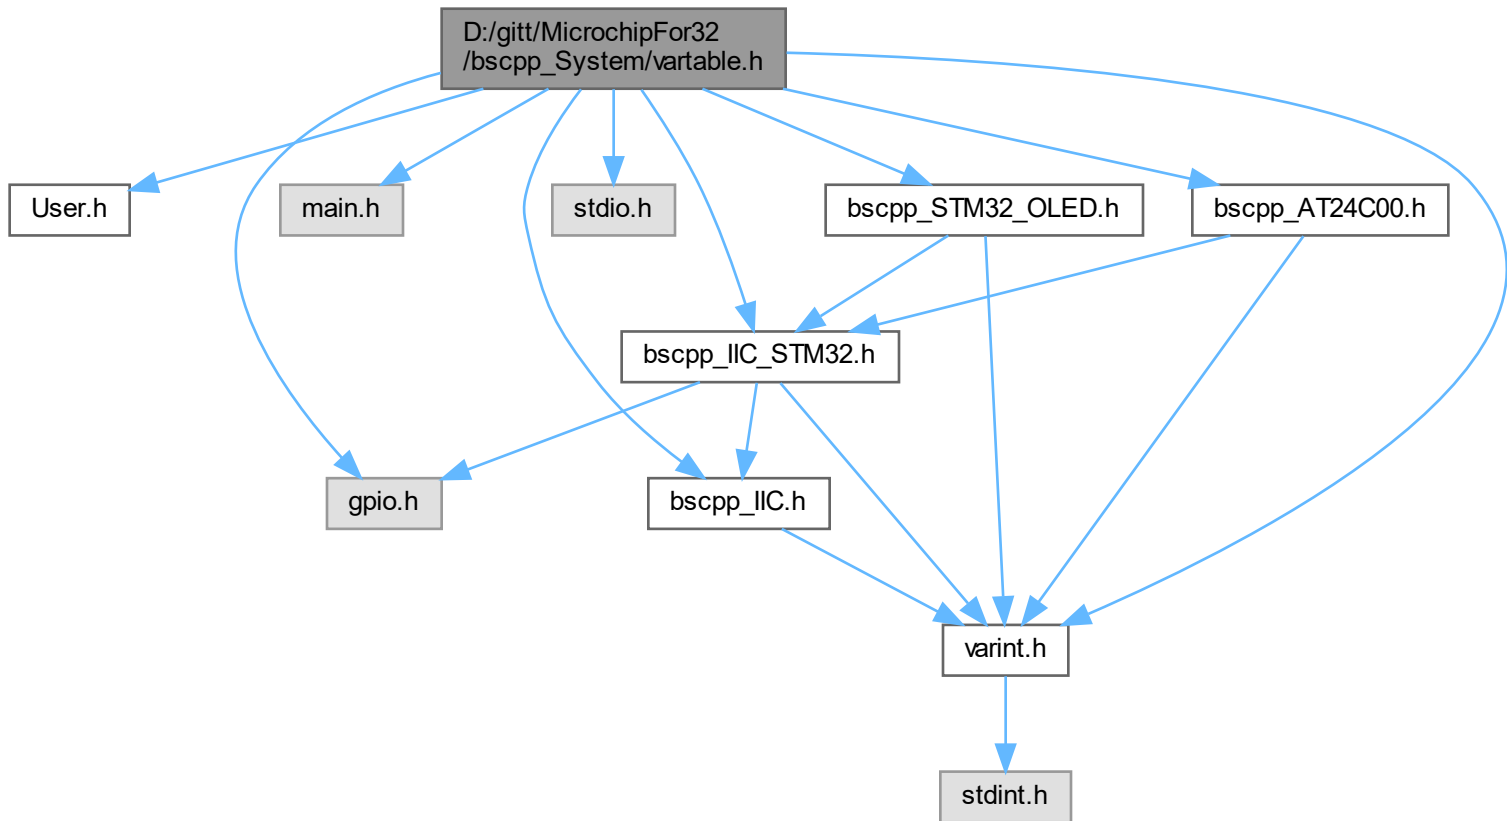 D:/gitt/MicrochipFor32
/bscpp_System/vartable.h
User.h
main.h
stdio.h
bscpp_STM32_OLED.h
bscpp_AT24C00.h
bscpp_IIC_STM32.h
gpio.h
bscpp_IIC.h
varint.h
stdint.h